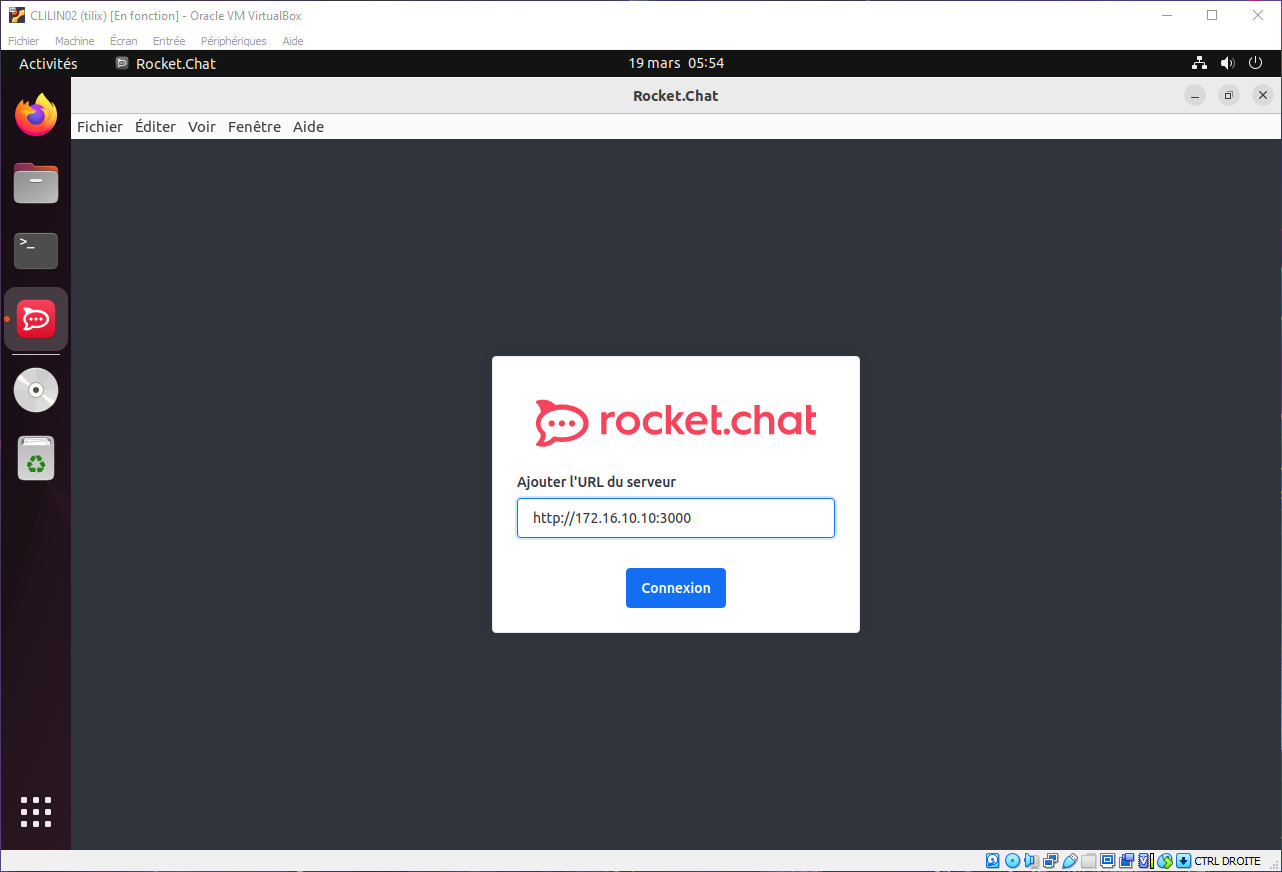 CLILIN02 (tilix) [En fonction] - Oracle VM VirtualBox
Fichier Machine Écran Entrée Périphériques Aide
Activités Rocket.Chat 19 mars 05:54
Rocket.Chat
Fichier Éditer Voir Fenêtre Aide
>_
rocket.chat
Ajouter l'URL du serveur
http://172.16.10.10:3000
Connexion
CTRL DROITE